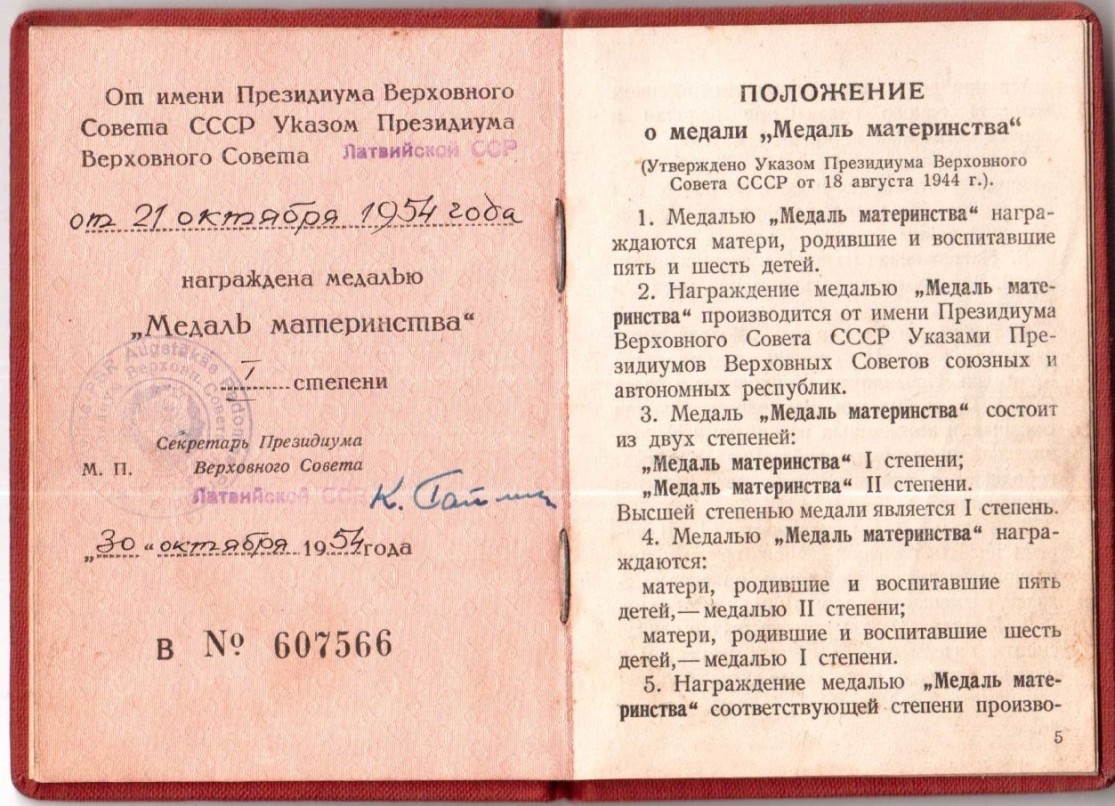 От имени Президиума Верховного
Совета СССР Указом Президиума
Верховного Совета Латвийской ССР
от 21 октября 1954 года
награждена медалью
„Медаль материнства“
I степени
Секретарь Президиума
М. П. Верховного Совета
Латвийской ССР
„30“ октября 1954 года
В № 607566
ПОЛОЖЕНИЕ
о медали „Медаль материнства“
(Утверждено Указом Президиума Верховного
Совета СССР от 18 августа 1944 г.).
1. Медалью „Медаль материнства“ награ-
ждаются матери, родившие и воспитавшие
пять и шесть детей.
2. Награждение медалью „Медаль мате-
ринства“ производится от имени Президиума
Верховного Совета СССР Указами Пре-
зидиумов Верховных Советов союзных и
автономных республик.
3. Медаль „Медаль материнства“ состоит
из двух степеней:
„Медаль материнства“ I степени;
„Медаль материнства“ II степени.
Высшей степенью медали является I степень.
4. Медалью „Медаль материнства“ награ-
ждаются:
матери, родившие и воспитавшие пять
детей,—медалью II степени;
матери, родившие и воспитавшие шесть
детей,—медалью I степени.
5. Награждение медалью „Медаль мате-
ринства“ соответствующей степени произво-
5